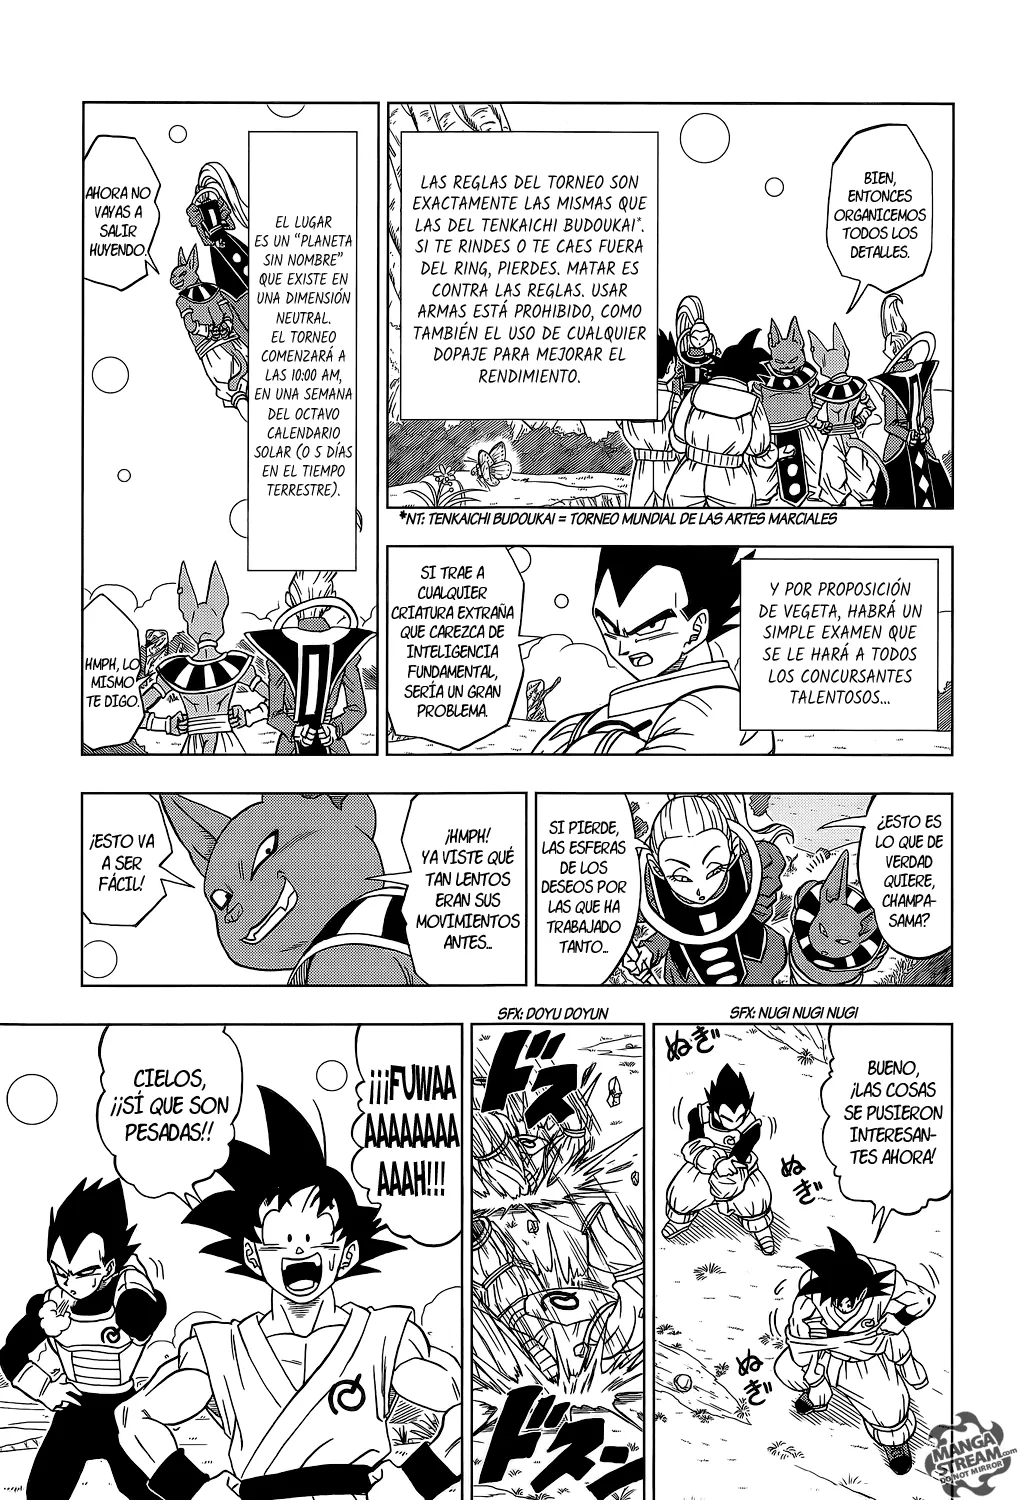 BIEN,
ENTONCES
ORGANICEMOS
TODOS LOS
DETALLES.
LAS REGLAS DEL TORNEO SON
EXACTAMENTE LAS MISMAS QUE
LAS DEL TENKAICHI BUDOUKAI*.
SI TE RINDES O TE CAES FUERA
DEL RING, PIERDES. MATAR ES
CONTRA LAS REGLAS. USAR
ARMAS ESTÁ PROHIBIDO, COMO
TAMBIÉN EL USO DE CUALQUIER
DOPAJE PARA MEJORAR EL
RENDIMIENTO.
*NT: TENKAICHI BUDOUKAI = TORNEO MUNDIAL DE LAS ARTES MARCIALES
Y POR PROPOSICIÓN
DE VEGETA, HABRÁ UN
SIMPLE EXAMEN QUE
SE LE HARÁ A TODOS
LOS CONCURSANTES
TALENTOSOS...
SI TRAE A
CUALQUIER
CRIATURA EXTRAÑA
QUE CAREZCA DE
INTELIGENCIA
FUNDAMENTAL,
SERÍA UN GRAN
PROBLEMA.
EL LUGAR
ES UN "PLANETA
SIN NOMBRE"
QUE EXISTE EN
UNA DIMENSIÓN
NEUTRAL.
EL TORNEO
COMENZARÁ A
LAS 10:00 AM,
EN UNA SEMANA
DEL OCTAVO
CALENDARIO
SOLAR (O 5 DÍAS
EN EL TIEMPO
TERRESTRE).
AHORA NO
VAYAS A
SALIR
HUYENDO.
HMPH, LO
MISMO
TE DIGO.
¿ESTO ES
LO QUE DE
VERDAD
QUIERE,
CHAMPA-
SAMA?
SI PIERDE,
LAS ESFERAS
DE LOS
DESEOS POR
LAS QUE HA
TRABAJADO
TANTO...
¡HMPH!
YA VISTE QUÉ
TAN LENTOS
ERAN SUS
MOVIMIENTOS
ANTES...
¡ESTO VA
A SER
FÁCIL!
SFX: NUGI NUGI NUGI
ぬぎっ
BUENO,
¡LAS COSAS
SE PUSIERON
INTERESAN-
TES AHORA!
ぬぎ
ぬぎ
SFX: DOYU DOYUN
ドスッ
ドスンッ
¡¡¡FUWAA
AAAAAAAAA
AAAH!!!
CIELOS,
¡¡SÍ QUE SON
PESADAS!!
MANGA
STREAM.com
DO NOT MIRROR